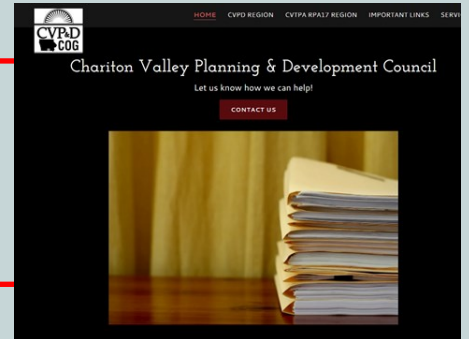 CVP&D
COG
HOME CVPD REGION CVTPA RPA17 REGION IMPORTANT LINKS SERVI
Chariton Valley Planning & Development Council
Let us know how we can help!
CONTACT US